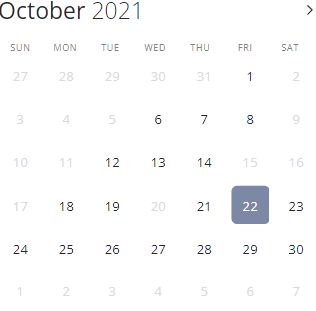 October 2021
SUN MON TUE WED THU FRI SAT
27 28 29 30 31 1 2
3 4 5 6 7 8 9
10 11 12 13 14 15 16
17 18 19 20 21 22 23
24 25 26 27 28 29 30
1 2 3 4 5 6 7